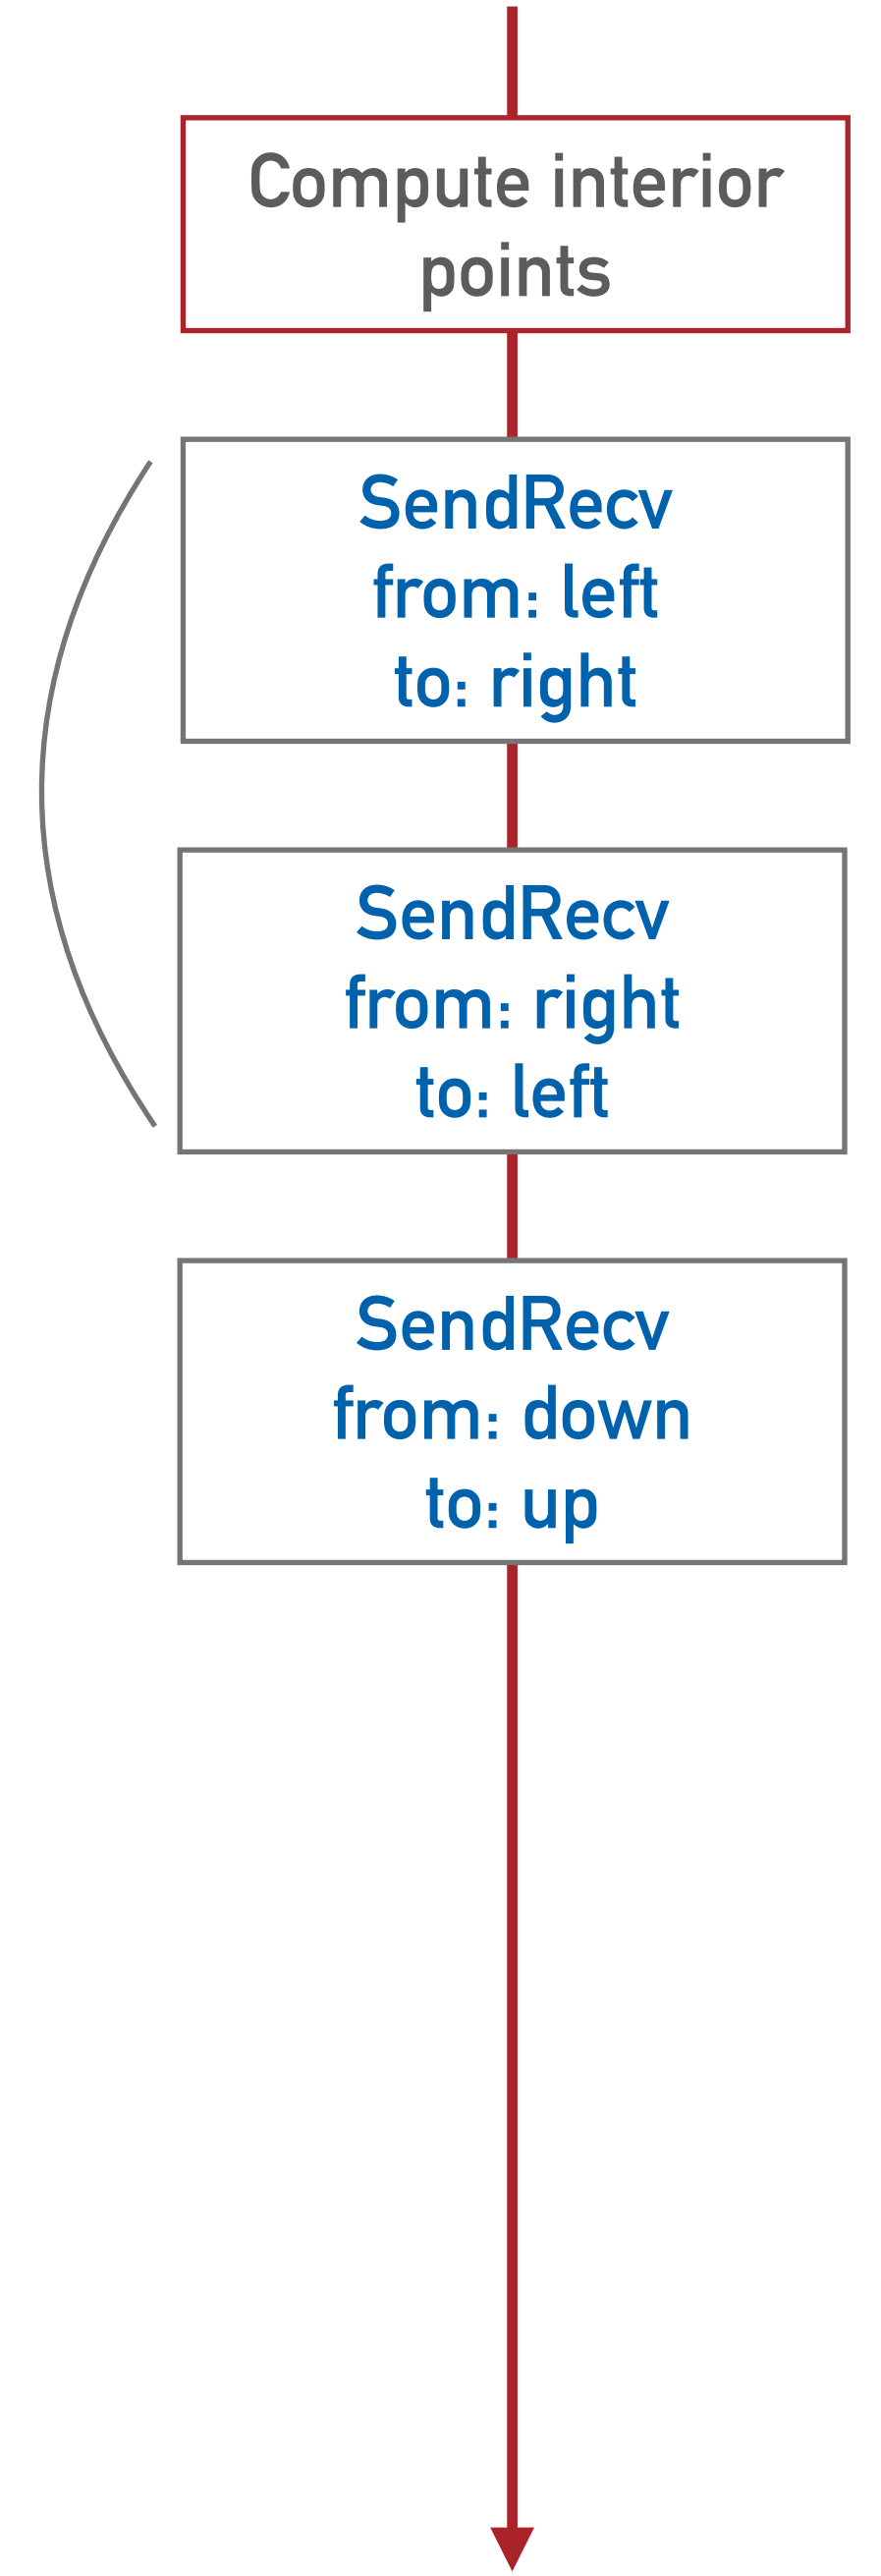 Compute interior
points
SendRecv
from: left
to: right
SendRecv
from: right
to: left
SendRecv
from: down
to: up